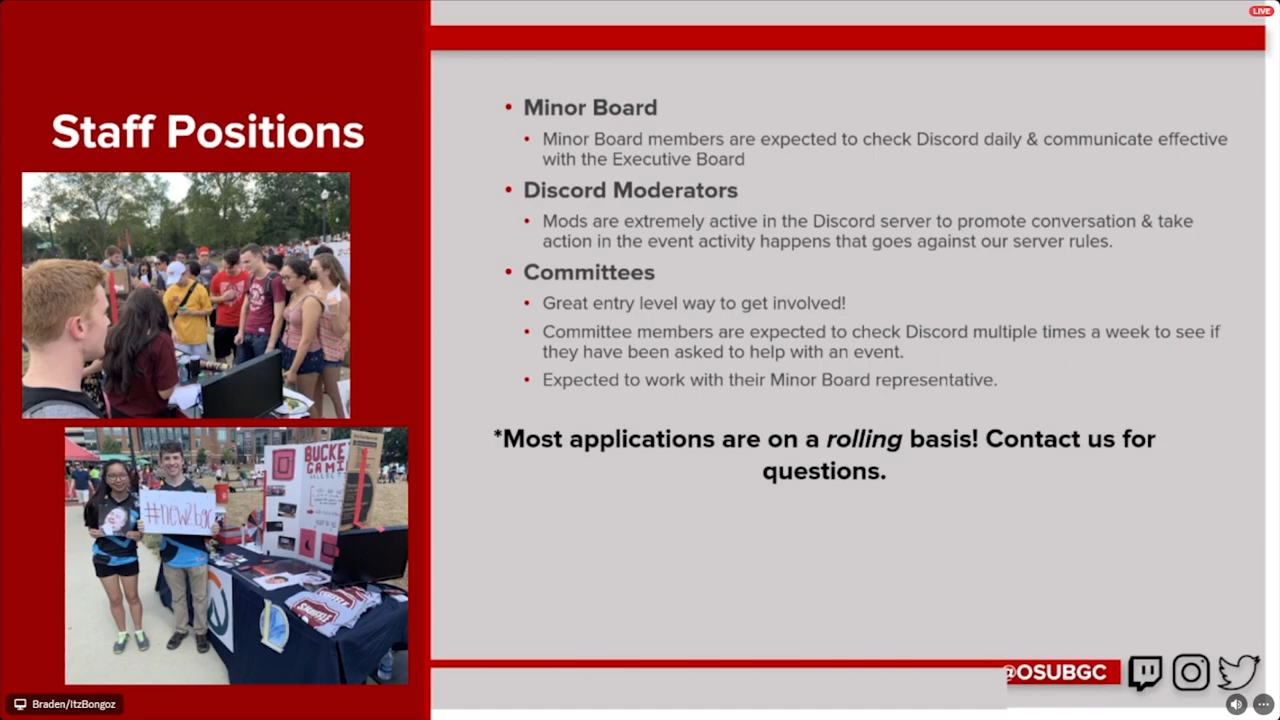 LIVE
Staff Positions
• Minor Board
• Minor Board members are expected to check Discord daily & communicate effective
with the Executive Board
• Discord Moderators
• Mods are extremely active in the Discord server to promote conversation & take
action in the event activity happens that goes against our server rules.
• Committees
• Great entry level way to get involved!
• Committee members are expected to check Discord multiple times a week to see if
they have been asked to help with an event.
• Expected to work with their Minor Board representative.
*Most applications are on a rolling basis! Contact us for
questions.
BUCKE
GAMI
#new2bgc
@OSUBGC
Braden/ItzBongoz